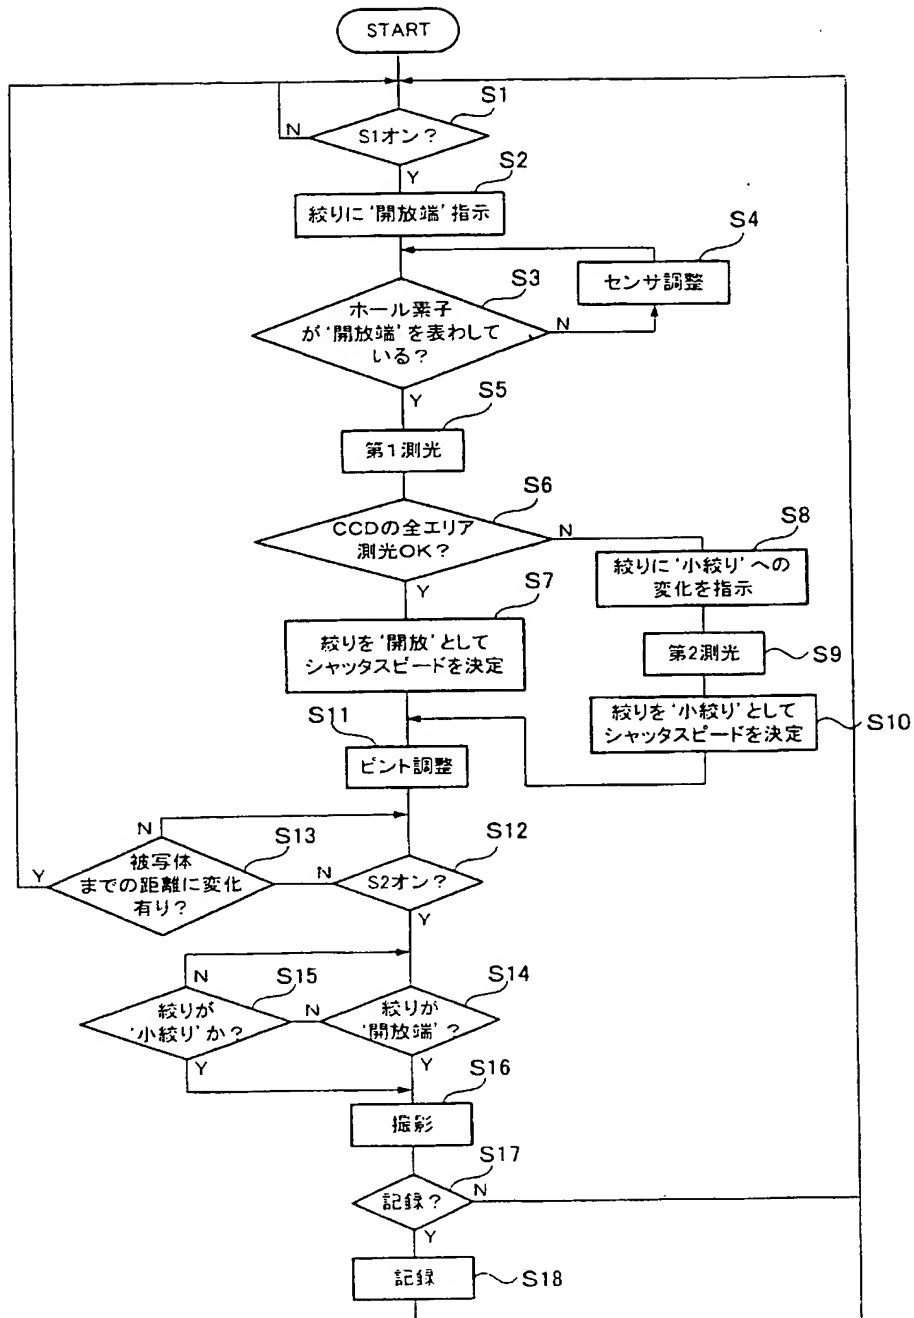 START
S1
N
S1オン?
Y
S2
絞りに'開放端'指示
S4
センサ調整
S3
ホール素子
が'開放端'を表わして
いる?
N
Y
S5
第1測光
S6
CCDの全エリア
測光OK?
N
Y
S8
絞りに'小絞り'への
変化を指示
S7
絞りを'開放'として
シャッタスピードを決定
第2測光
S9
絞りを'小絞り'として
シャッタスピードを決定
S10
S11
ピント調整
N
S13
被写体
までの距離に変化
有り?
Y
N
S12
S2オン?
Y
N
S15
絞りが
'小絞り'か?
Y
N
S14
絞りが
'開放端'?
Y
S16
撮影
S17
記録?
N
Y
記録
S18